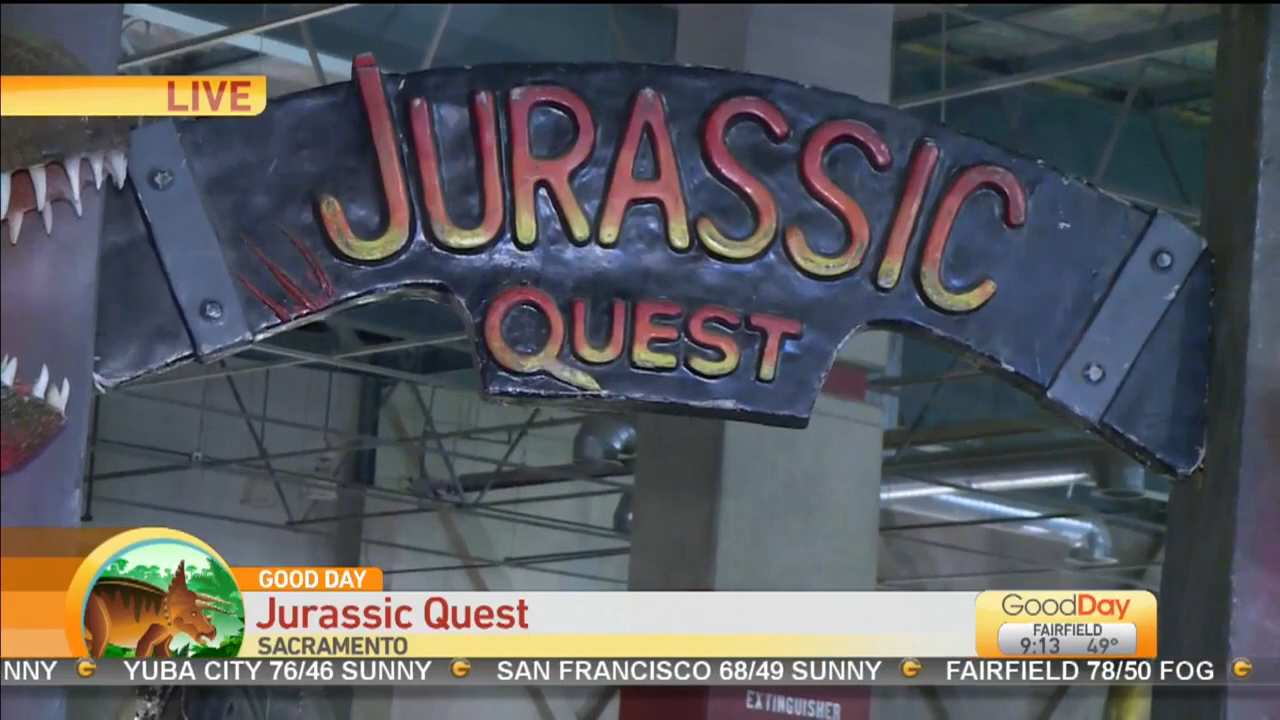 LIVE
JURASSIC
QUEST
GOOD DAY
Jurassic Quest
SACRAMENTO
GoodDay
FAIRFIELD
9:13 49°
NNY YUBA CITY 76/46 SUNNY SAN FRANCISCO 68/49 SUNNY FAIRFIELD 78/50 FOG
EXTINGUISHER